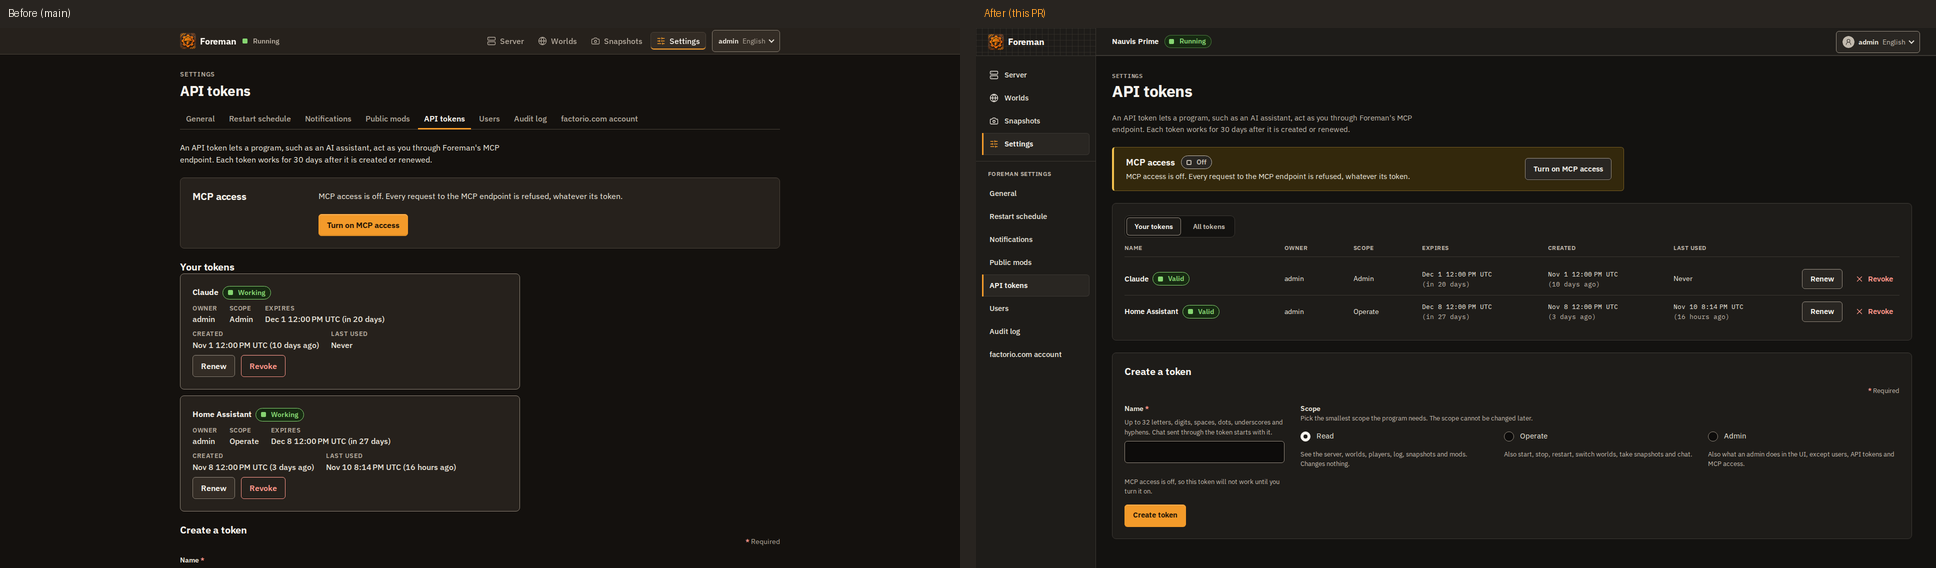 Before (main)
Foreman Running Server Worlds Snapshots Settings admin English
SETTINGS
API tokens
General Restart schedule Notifications Public mods API tokens Users Audit log factorio.com account
An API token lets a program, such as an AI assistant, act as you through Foreman's MCP
endpoint. Each token works for 30 days after it is created or renewed.
MCP access
MCP access is off. Every request to the MCP endpoint is refused, whatever its token.
Turn on MCP access
Your tokens
Claude Working
OWNER SCOPE EXPIRES
admin Admin Dec 1 12:00 PM UTC (in 20 days)
CREATED LAST USED
Nov 1 12:00 PM UTC (10 days ago) Never
Renew Revoke
Home Assistant Working
OWNER SCOPE EXPIRES
admin Operate Dec 8 12:00 PM UTC (in 27 days)
CREATED LAST USED
Nov 8 12:00 PM UTC (3 days ago) Nov 10 8:14 PM UTC (16 hours ago)
Renew Revoke
Create a token
* Required
Name *
After (this PR)
Foreman
Server
Worlds
Snapshots
Settings
FOREMAN SETTINGS
General
Restart schedule
Notifications
Public mods
API tokens
Users
Audit log
factorio.com account
Nauvis Prime Running admin English
SETTINGS
API tokens
An API token lets a program, such as an AI assistant, act as you through Foreman's MCP
endpoint. Each token works for 30 days after it is created or renewed.
MCP access Off
MCP access is off. Every request to the MCP endpoint is refused, whatever its token.
Turn on MCP access
Your tokens All tokens
NAME OWNER SCOPE EXPIRES CREATED LAST USED
Claude Valid admin Admin Dec 1 12:00 PM UTC (in 20 days) Nov 1 12:00 PM UTC (10 days ago) Never Renew Revoke
Home Assistant Valid admin Operate Dec 8 12:00 PM UTC (in 27 days) Nov 8 12:00 PM UTC (3 days ago) Nov 10 8:14 PM UTC (16 hours ago) Renew Revoke
Create a token
* Required
Name *
Up to 32 letters, digits, spaces, dots, underscores and
hyphens. Chat sent through the token starts with it.
MCP access is off, so this token will not work until you
turn it on.
Scope
Pick the smallest scope the program needs. The scope cannot be changed later.
Read
See the server, worlds, players, log, snapshots and mods.
Changes nothing.
Operate
Also start, stop, restart, switch worlds, take snapshots and chat.
Admin
Also what an admin does in the UI, except users, API tokens and
MCP access.
Create token